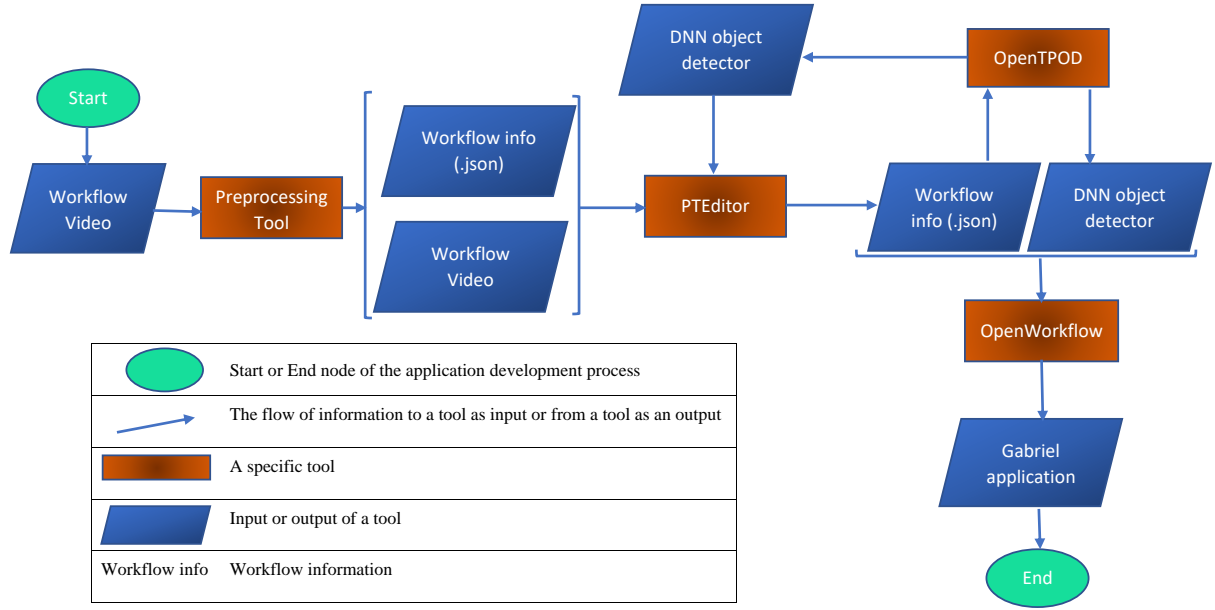 Start
Workflow
Video
Preprocessing
Tool
Workflow info
(.json)
Workflow
Video
DNN object
detector
PTEditor
OpenTPOD
Workflow
info (.json)
DNN object
detector
OpenWorkflow
Gabriel
application
End
Start or End node of the application development process
The flow of information to a tool as input or from a tool as an output
A specific tool
Input or output of a tool
Workflow info Workflow information